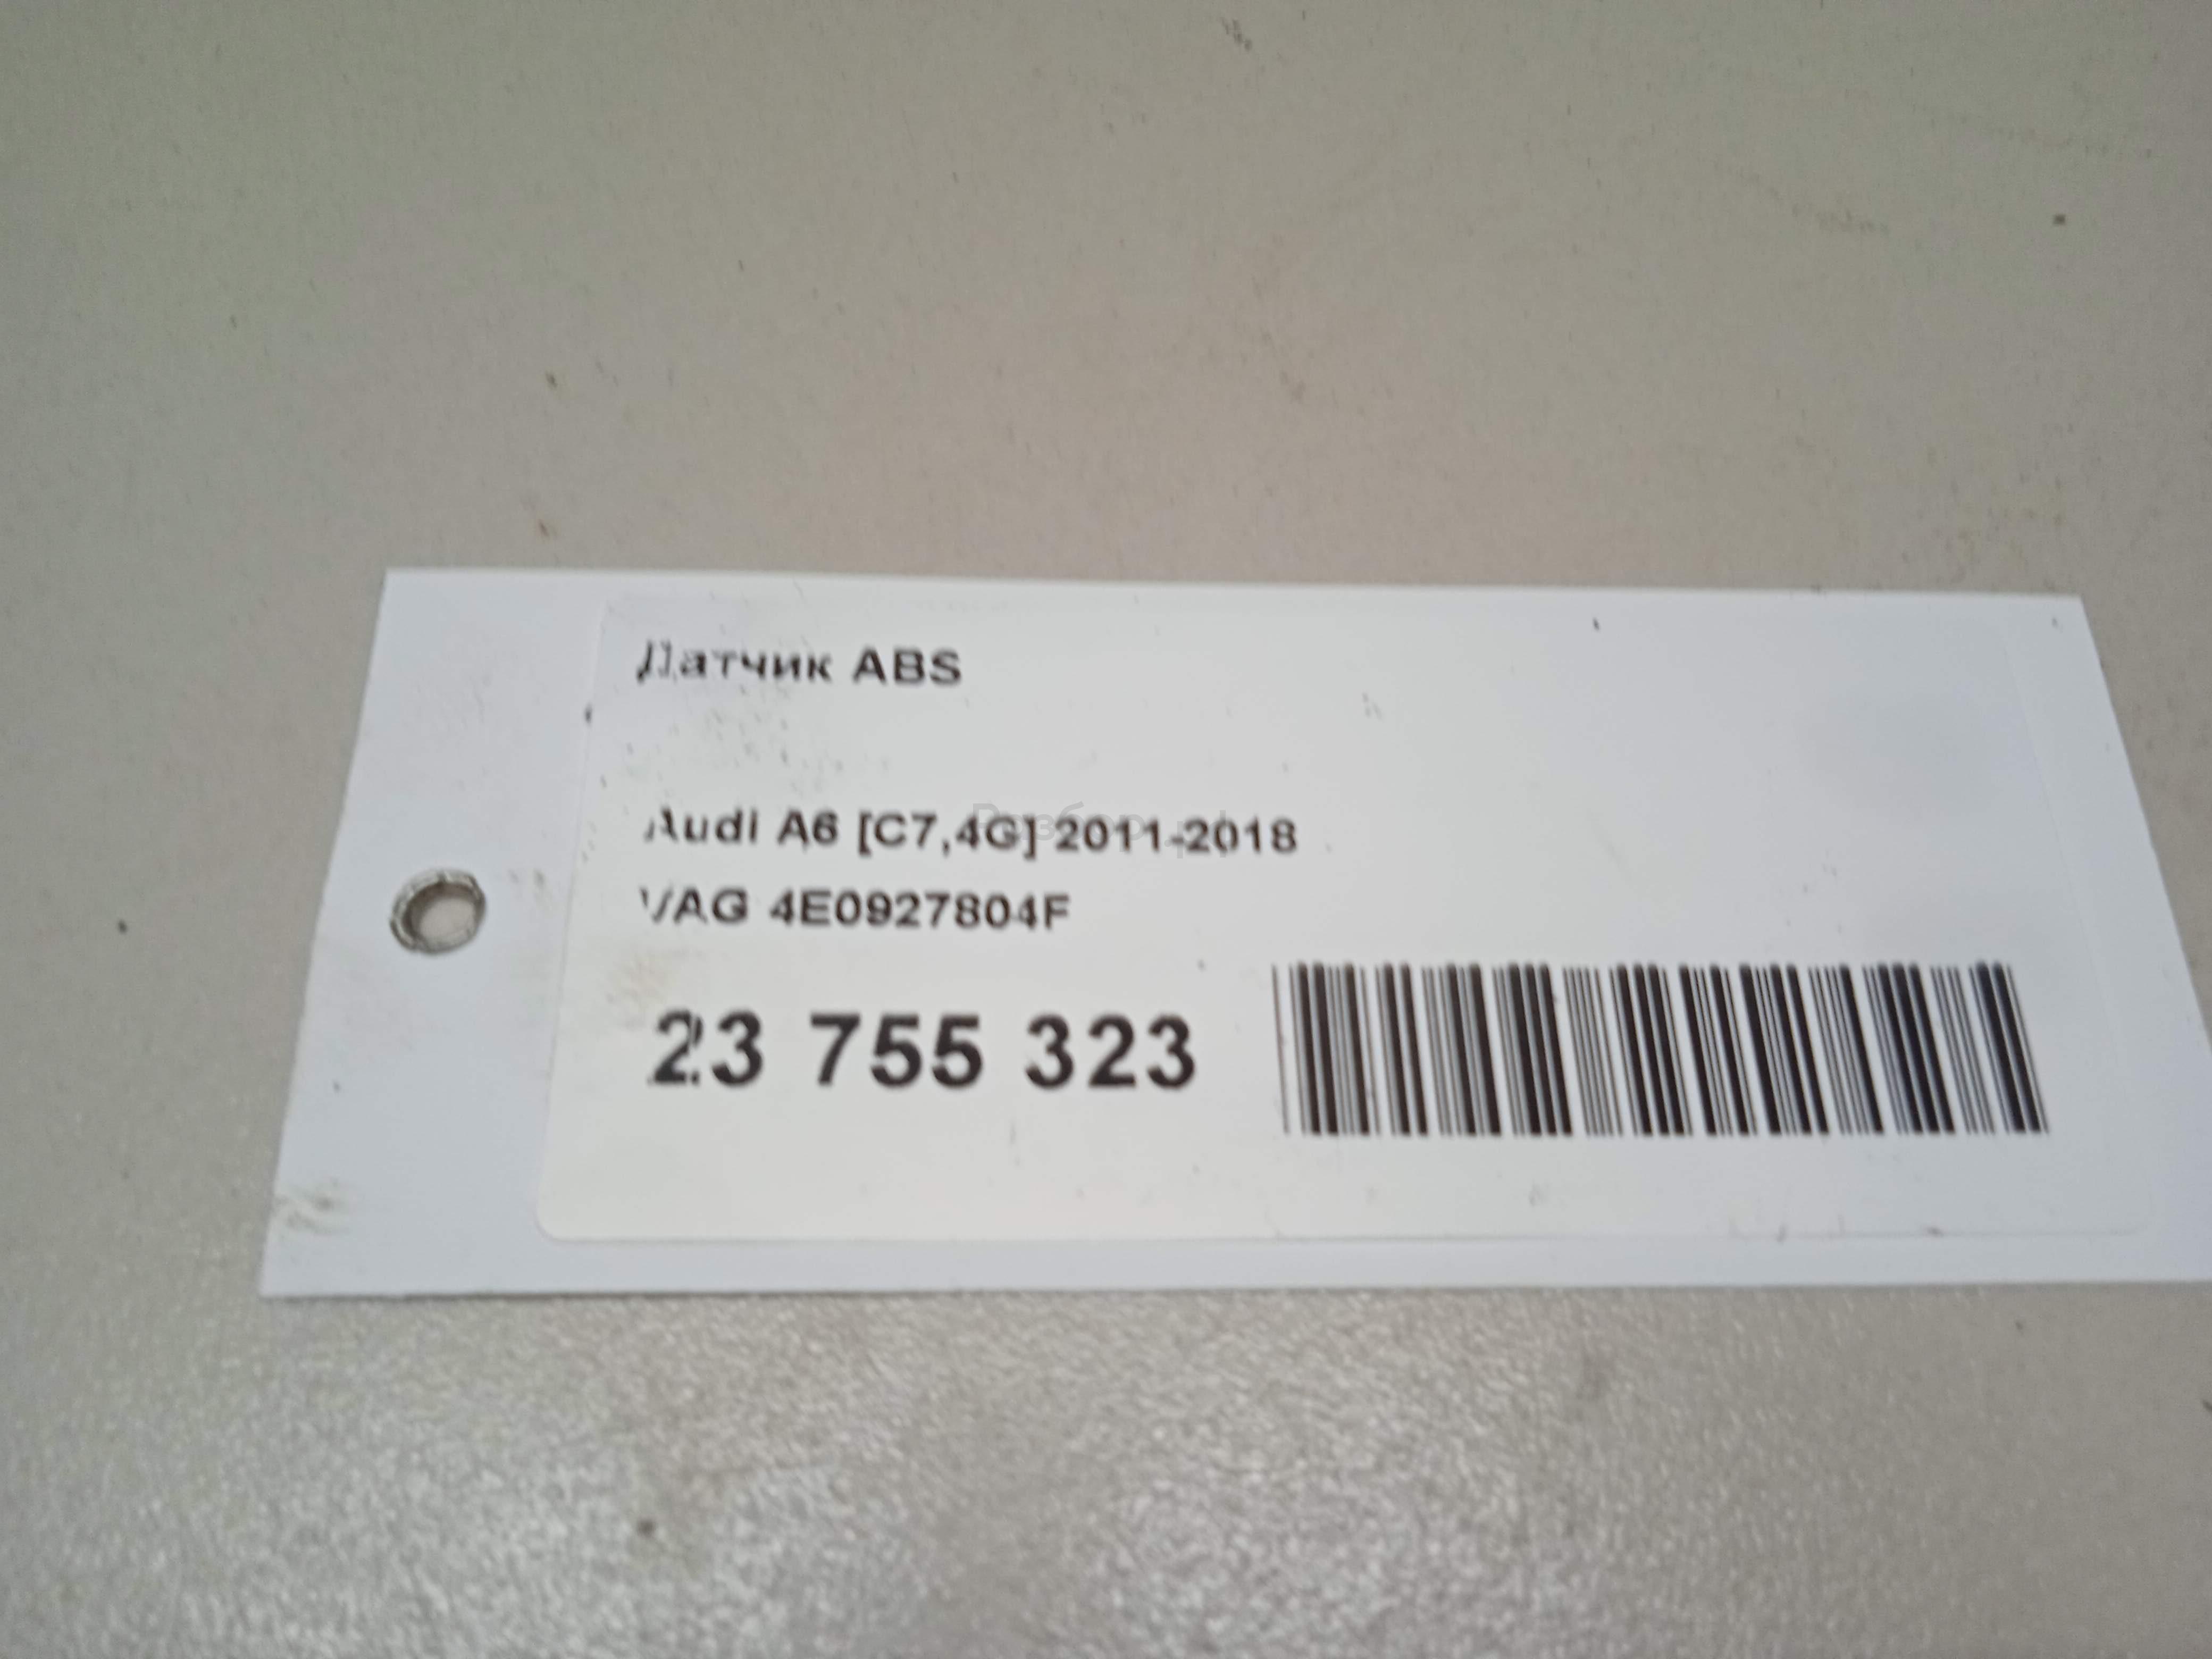 Датчик ABS
Audi A6 [C7,4G] 2011-2018
VAG 4E0927804F
23 755 323